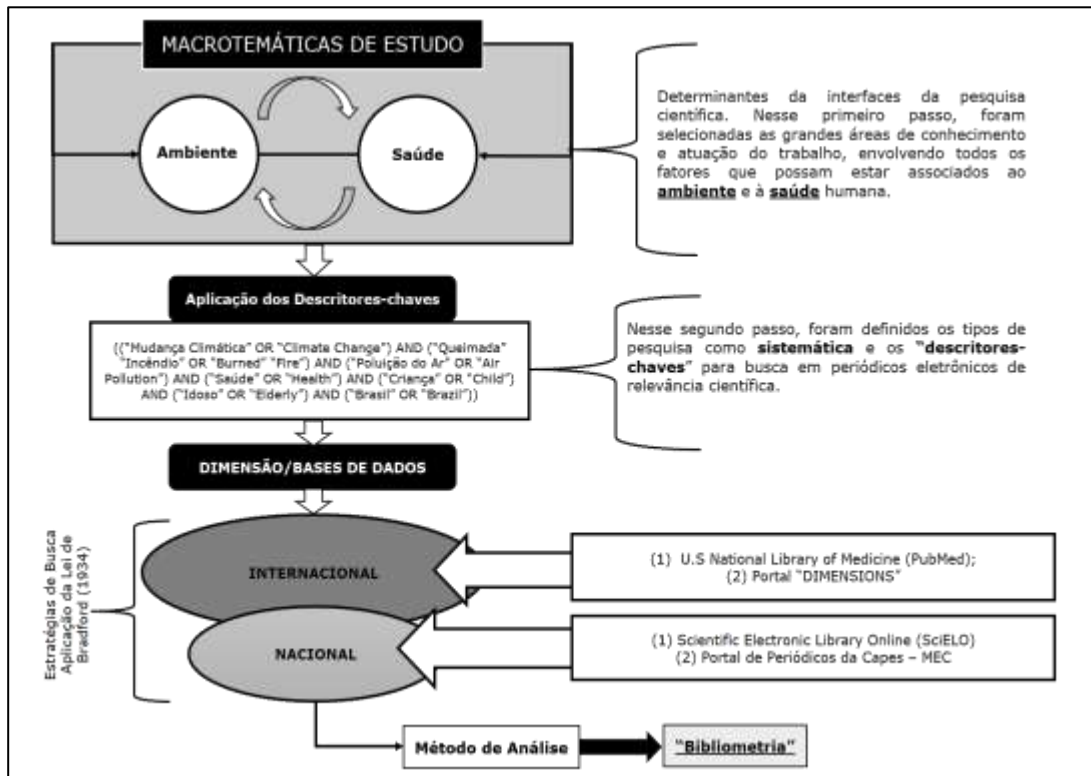 MACROTEMÁTICAS DE ESTUDO
Ambiente
Saúde
Determinantes da interfaces da pesquisa
científica. Nesse primeiro passo, foram
selecionadas as grandes áreas de conhecimento
e atuação do trabalho, envolvendo todos os
fatores que possam estar associados ao
ambiente e à saúde humana.
Aplicação dos Descritores-chaves
((“Mudança Climática” OR “Climate Change”) AND (“Queimada”
“Incêndio” OR “Burned” “Fire”) AND (“Poluição do Ar” OR “Air
Pollution”) AND (“Saúde” OR “Health”) AND (“Criança” OR “Child”)
AND (“Idoso” OR “Elderly”) AND (“Brasil” OR “Brazil”))
Nesse segundo passo, foram definidos os tipos de
pesquisa como sistemática e os “descritores-
chaves” para busca em periódicos eletrônicos de
relevância científica.
DIMENSÃO/BASES DE DADOS
Estratégias de Busca
Aplicação da Lei de
Bradford (1934)
INTERNACIONAL
(1) U.S National Library of Medicine (PubMed);
(2) Portal “DIMENSIONS”
NACIONAL
(1) Scientific Electronic Library Online (SciELO)
(2) Portal de Periódicos da Capes – MEC
Método de Análise
“Bibliometria”